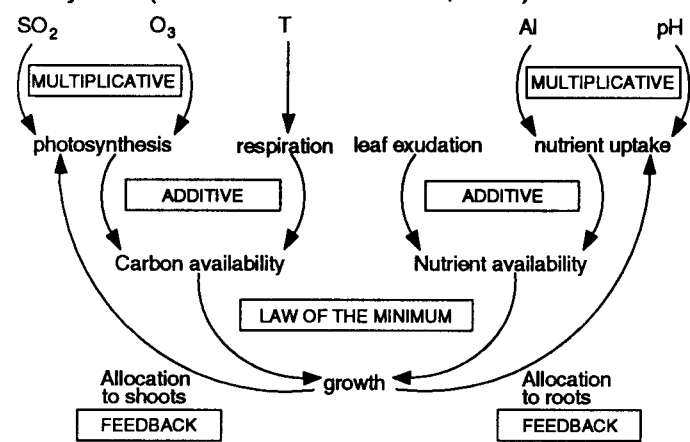 SO2 O3 T Al pH
MULTIPLICATIVE MULTIPLICATIVE
photosynthesis respiration leaf exudation nutrient uptake
ADDITIVE ADDITIVE
Carbon availability Nutrient availability
LAW OF THE MINIMUM
growth
Allocation
to shoots
FEEDBACK
Allocation
to roots
FEEDBACK